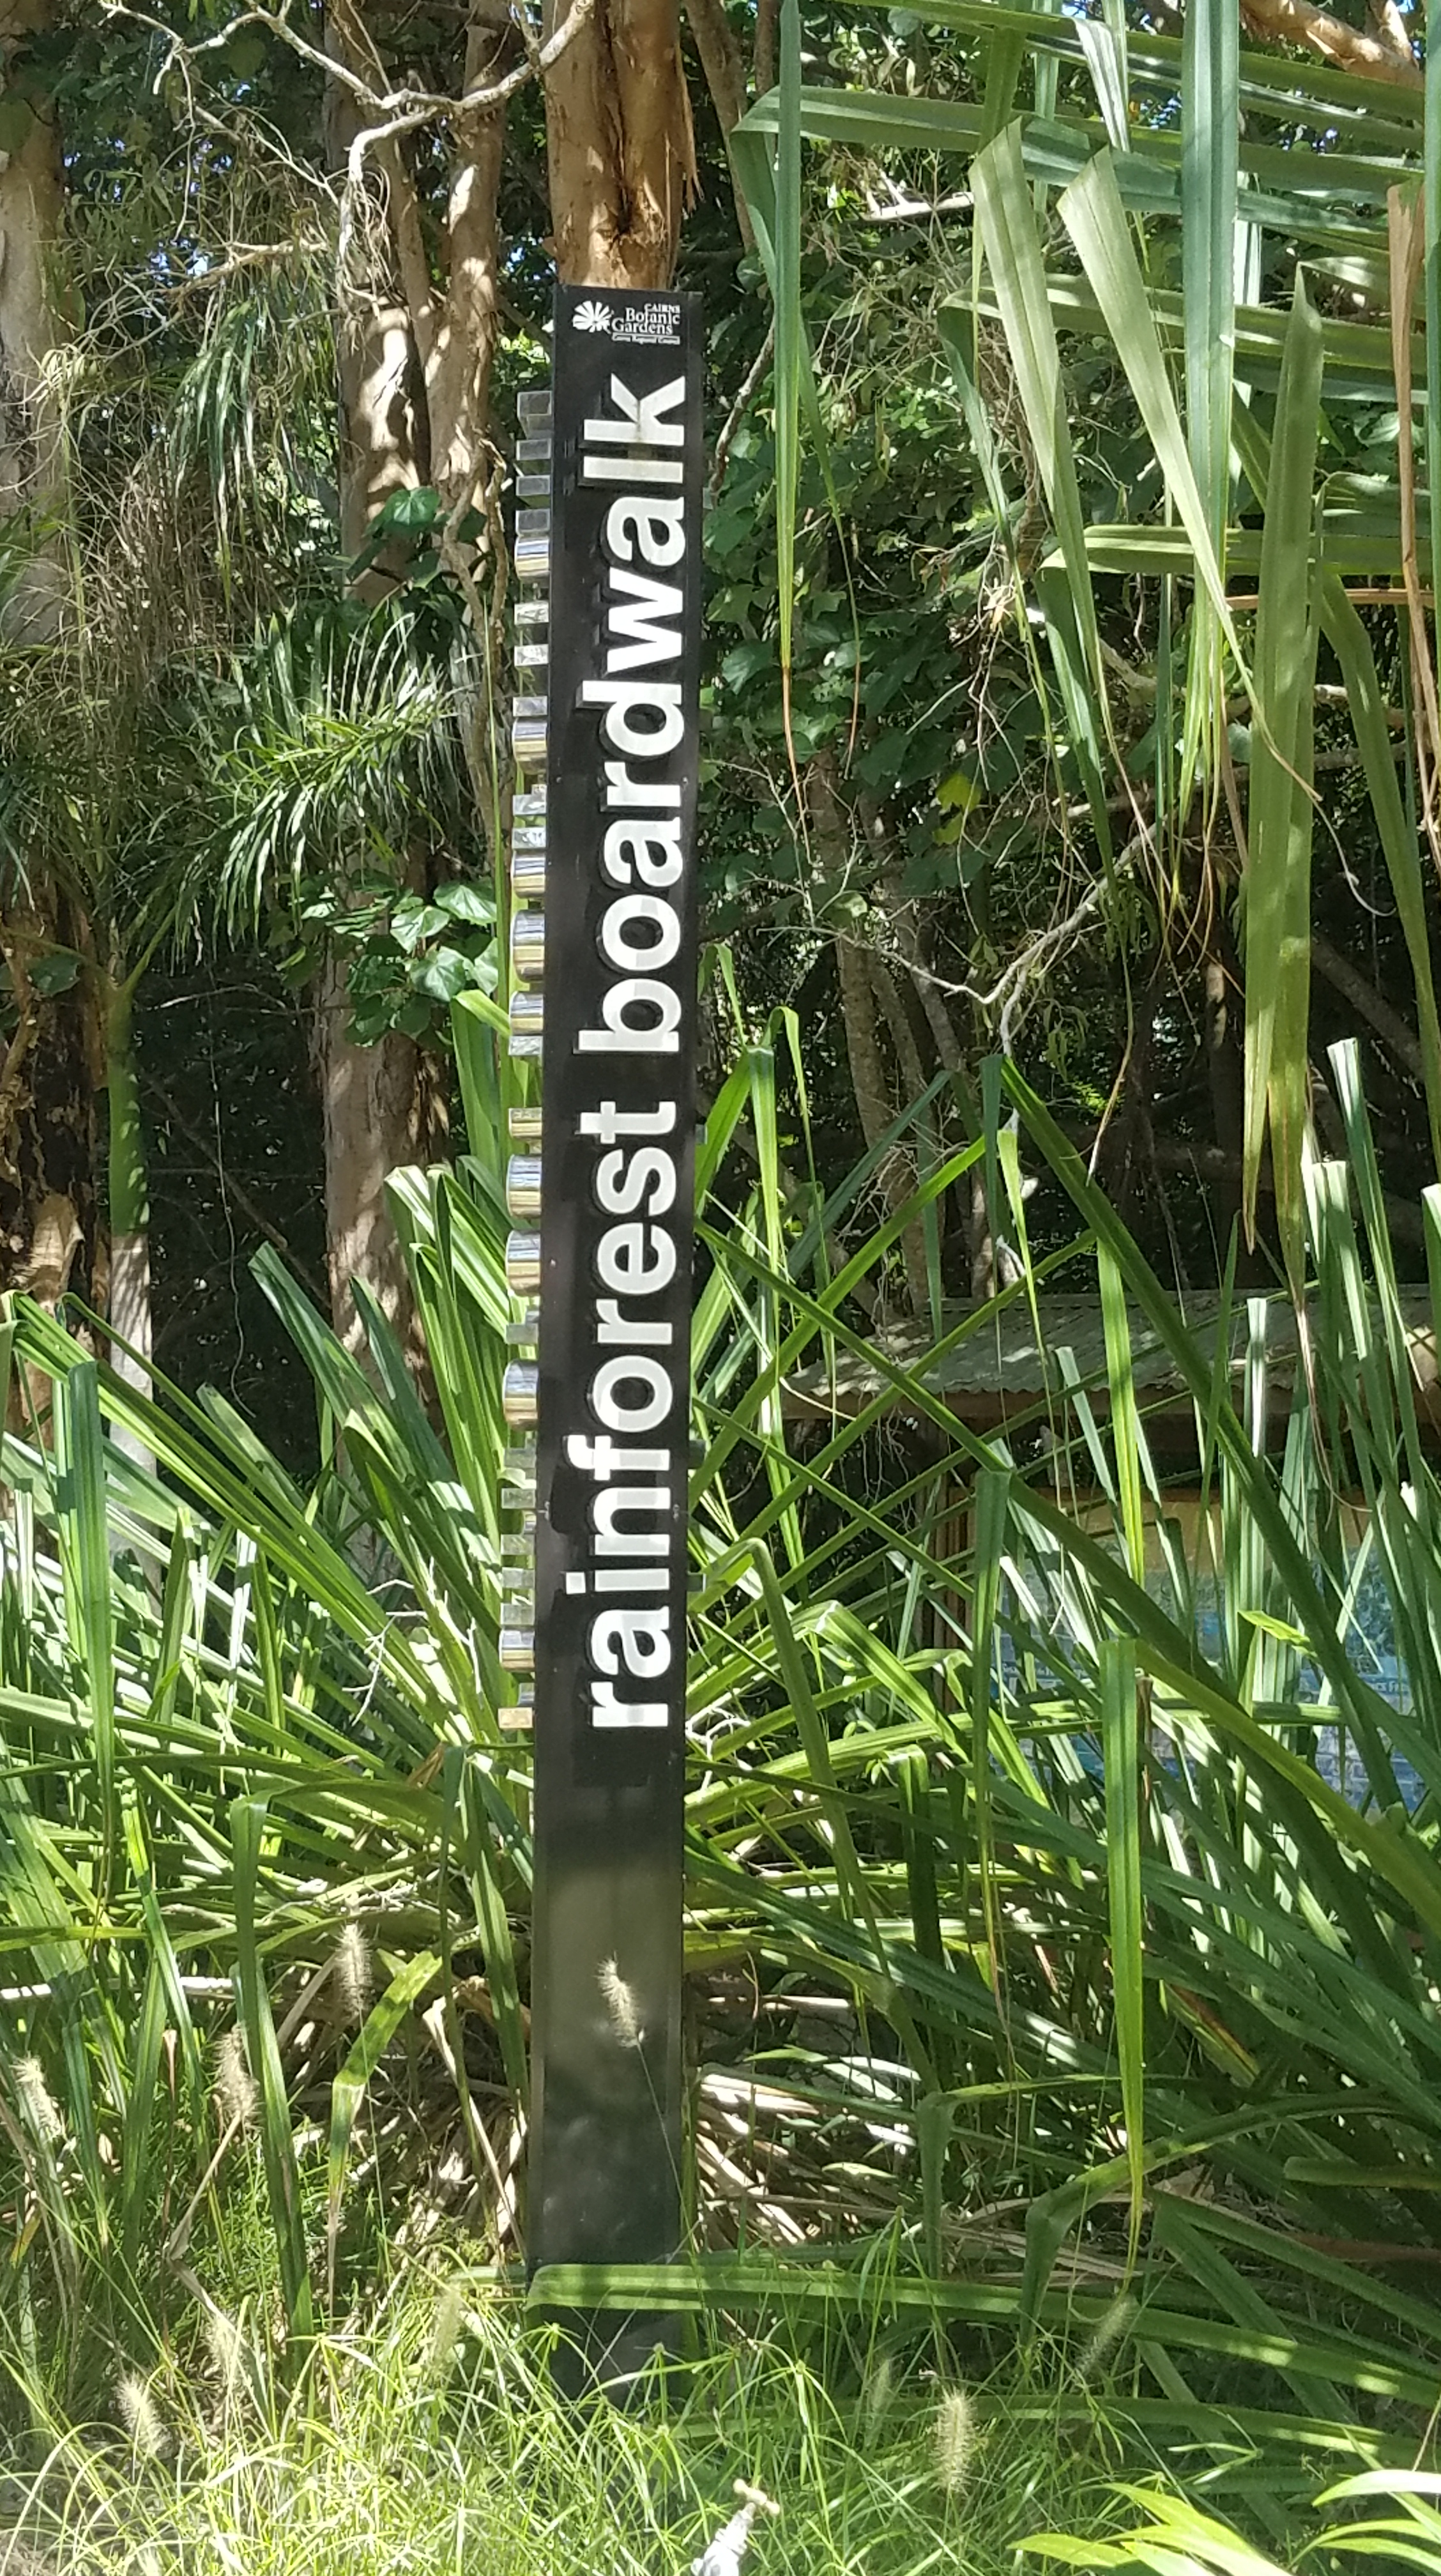 CAIRNS
Botanic
Gardens
Cairns Regional Council
rainforest boardwalk